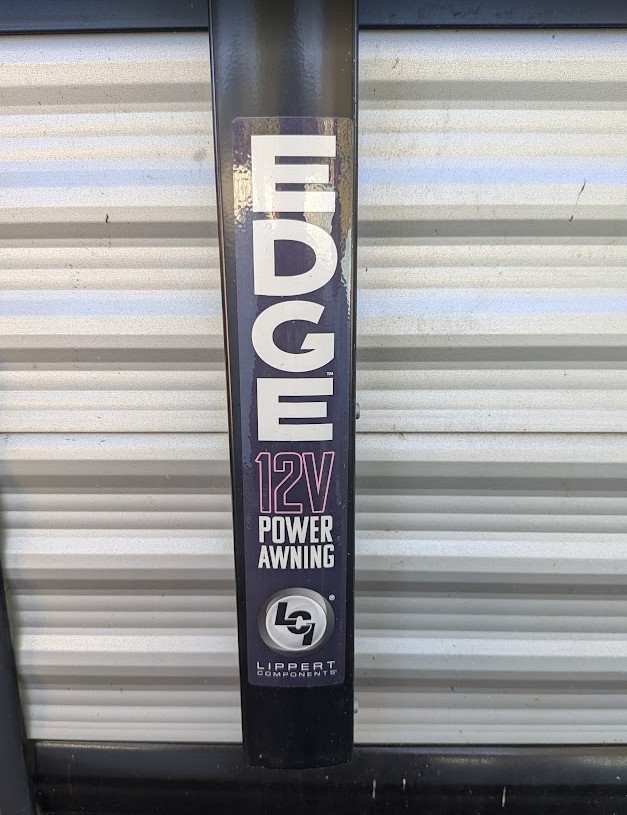 EDGE™
12V
POWER
AWNING
LCI®
LIPPERT
COMPONENTS®